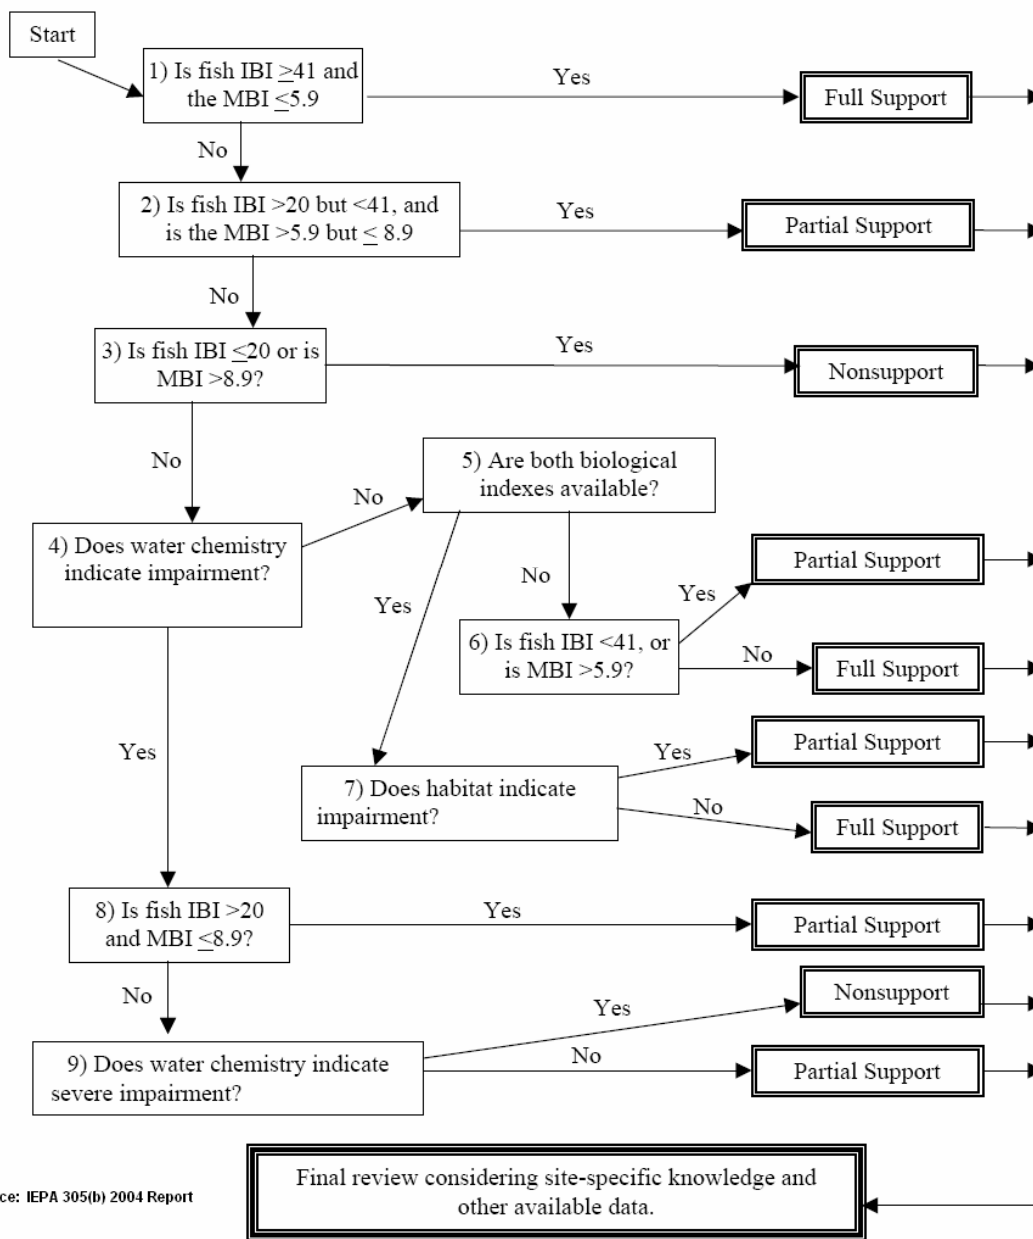 Start
1) Is fish IBI ≥41 and
the MBI ≤5.9
Yes
Full Support
No
2) Is fish IBI >20 but <41, and
is the MBI >5.9 but ≤ 8.9
Yes
Partial Support
No
3) Is fish IBI ≤20 or is
MBI >8.9?
Yes
Nonsupport
No
4) Does water chemistry
indicate impairment?
No
5) Are both biological
indexes available?
No
6) Is fish IBI <41, or
is MBI >5.9?
Yes
Partial Support
No
Full Support
Yes
7) Does habitat indicate
impairment?
Yes
Partial Support
No
Full Support
Yes
8) Is fish IBI >20
and MBI ≤8.9?
Yes
Partial Support
No
9) Does water chemistry indicate
severe impairment?
Yes
Nonsupport
No
Partial Support
Final review considering site-specific knowledge and
other available data.
ce: IEPA 305(b) 2004 Report